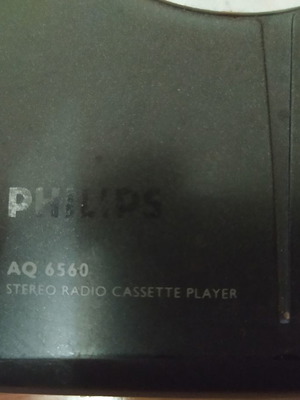 PHILIPS
AQ 6560
STEREO RADIO CASSETTE PLAYER